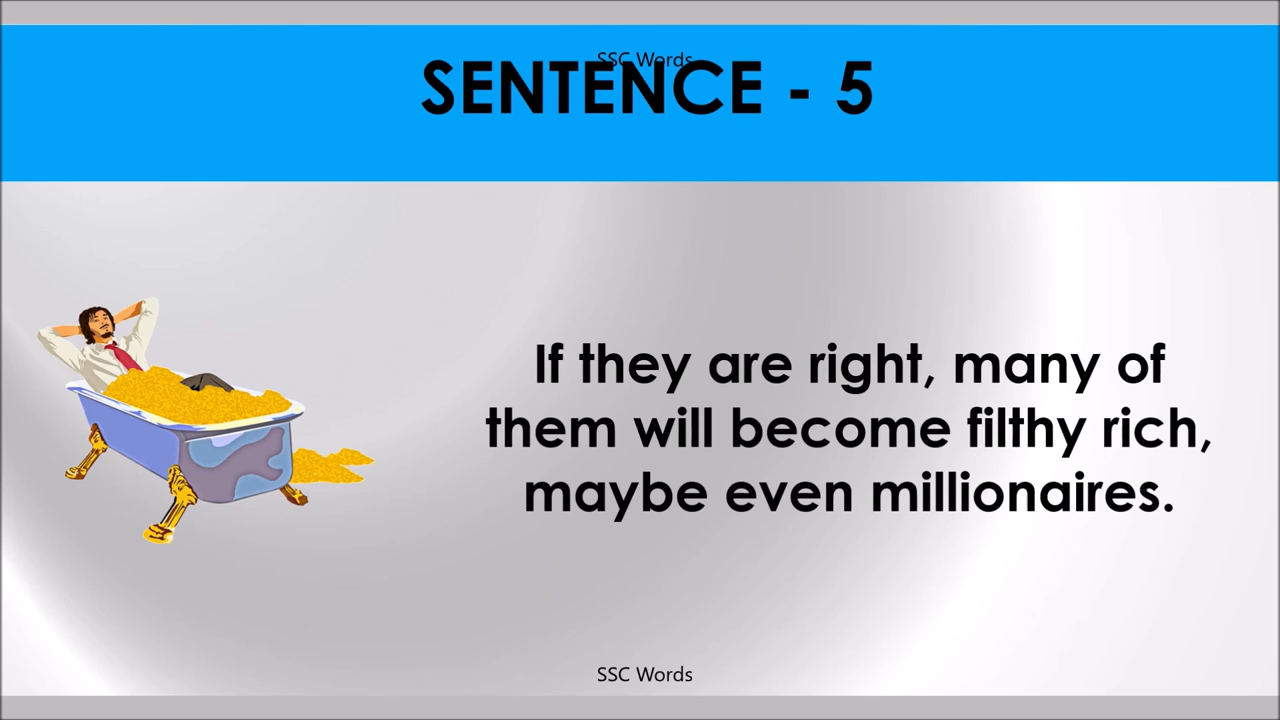 SSC Words
SENTENCE - 5
If they are right, many of
them will become filthy rich,
maybe even millionaires.
SSC Words